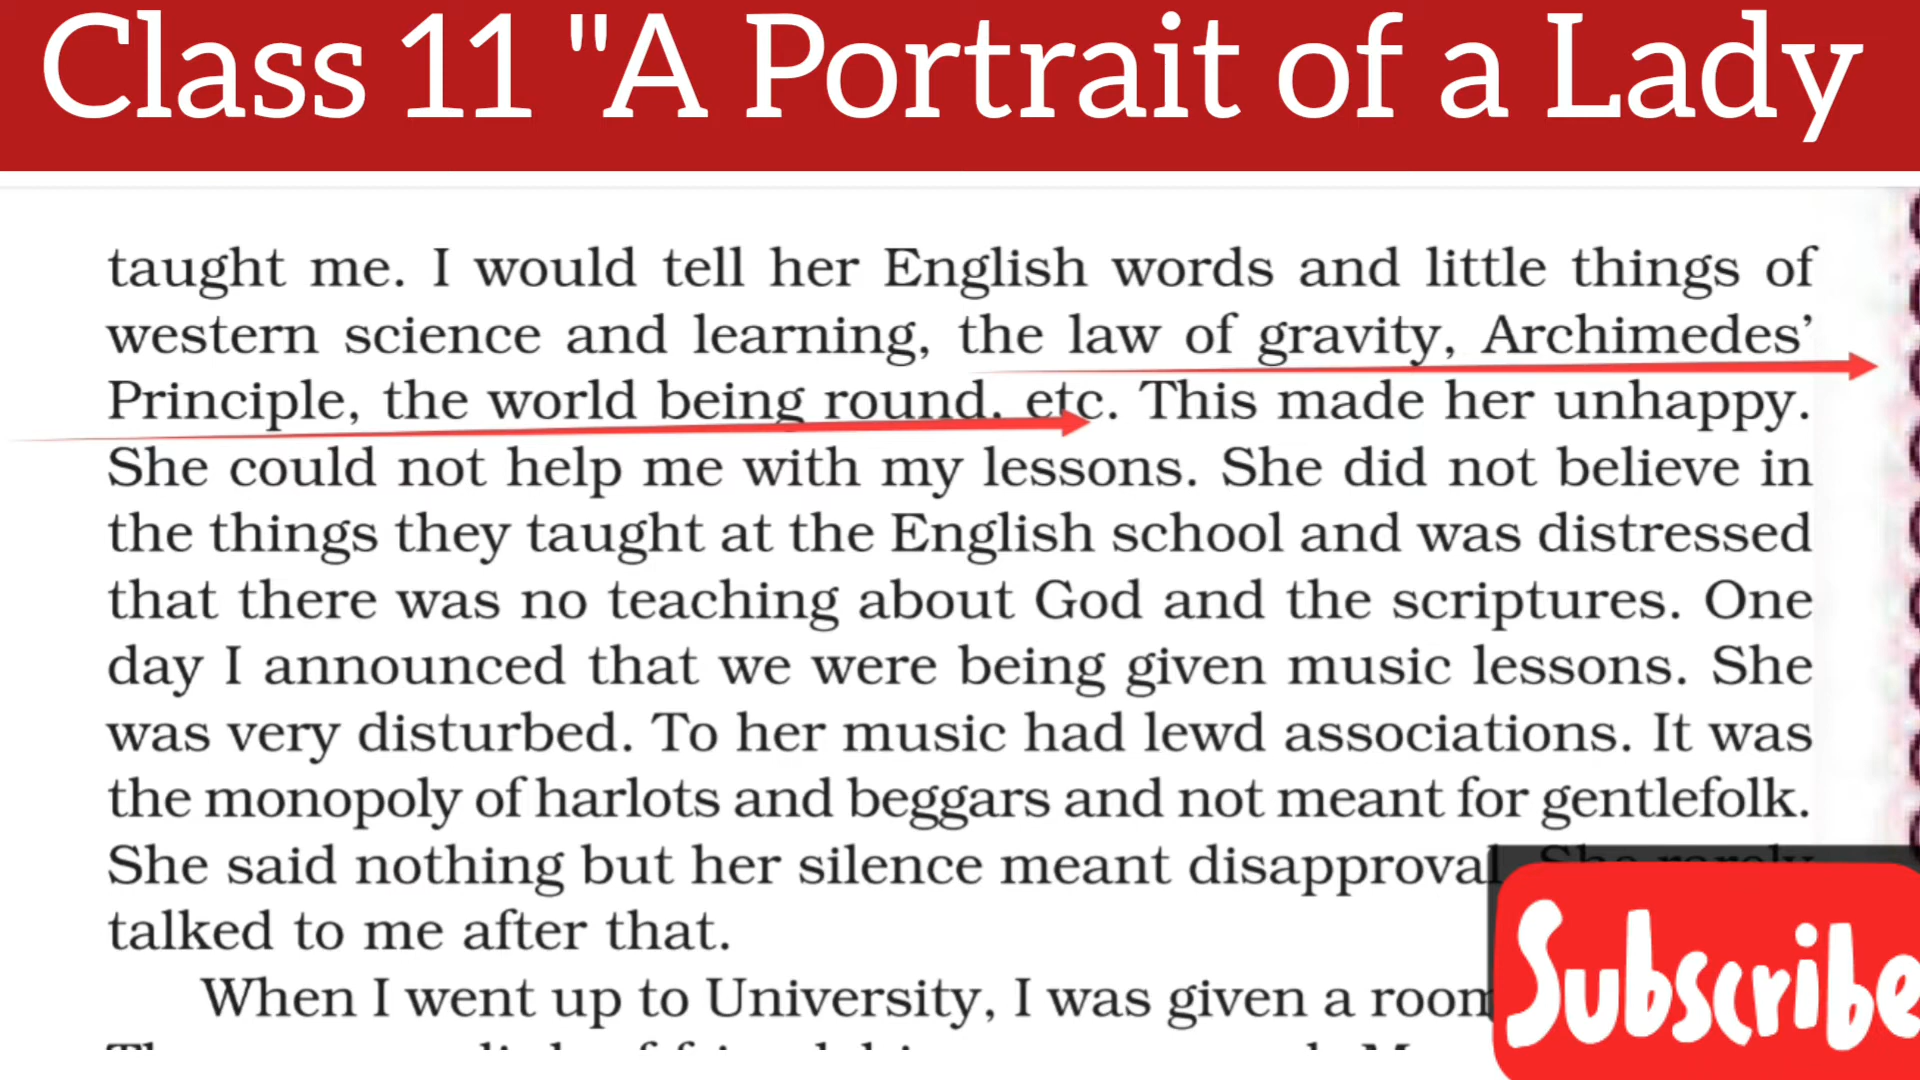 Class 11 "A Portrait of a Lady
taught me. I would tell her English words and little things of
western science and learning, the law of gravity, Archimedes’
Principle, the world being round, etc. This made her unhappy.
She could not help me with my lessons. She did not believe in
the things they taught at the English school and was distressed
that there was no teaching about God and the scriptures. One
day I announced that we were being given music lessons. She
was very disturbed. To her music had lewd associations. It was
the monopoly of harlots and beggars and not meant for gentlefolk.
She said nothing but her silence meant disapproval She rarely
talked to me after that.
When I went up to University, I was given a room
Subscribe